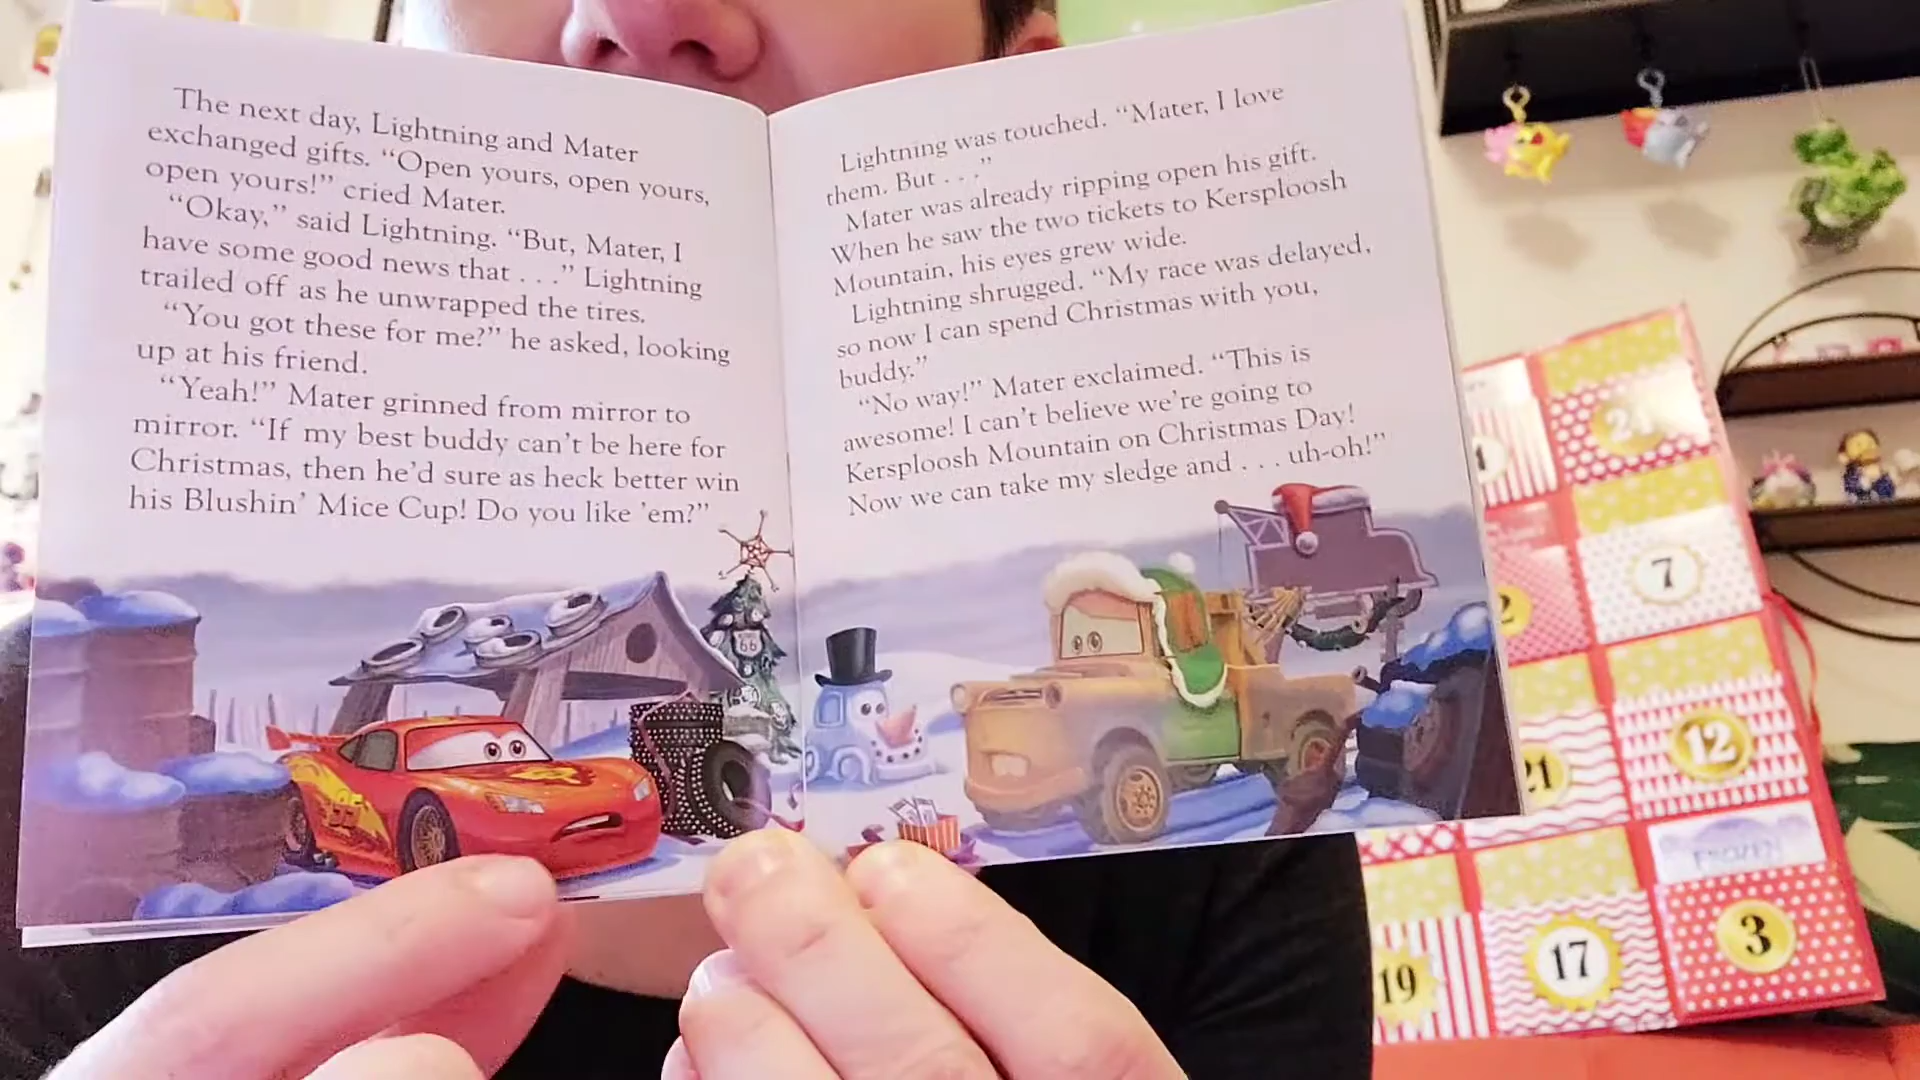 The next day, Lightning and Mater
exchanged gifts. “Open yours, open yours,
open yours!” cried Mater.
“Okay,” said Lightning. “But, Mater, I
have some good news that . . .” Lightning
trailed off as he unwrapped the tires.
“You got these for me?” he asked, looking
up at his friend.
“Yeah!” Mater grinned from mirror to
mirror. “If my best buddy can’t be here for
Christmas, then he’d sure as heck better win
his Blushin’ Mice Cup! Do you like ’em?”
Lightning was touched. “Mater, I love
them. But . . .”
Mater was already ripping open his gift.
When he saw the two tickets to Kersploosh
Mountain, his eyes grew wide.
Lightning shrugged. “My race was delayed,
so now I can spend Christmas with you,
buddy.”
“No way!” Mater exclaimed. “This is
awesome! I can’t believe we’re going to
Kersploosh Mountain on Christmas Day!
Now we can take my sledge and . . . uh-oh!”
66
7
2
12
21
FROZEN
3
17
19